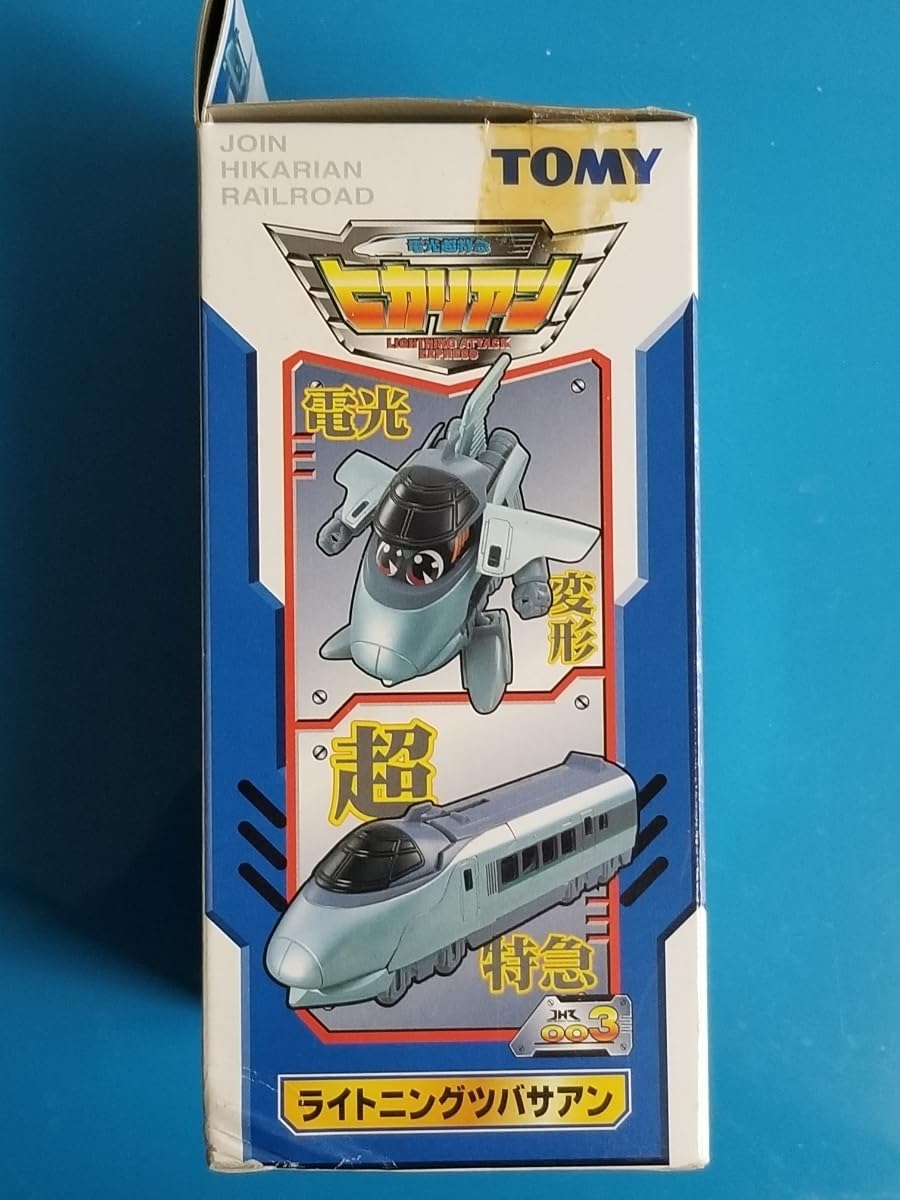 JOIN
HIKARIAN
RAILROAD
TOMY
電光超特急
ヒカリアン
LIGHTNING ATTACK
EXPRESS
電光
変形
超
特急
JHR
003
ライトニングツバサアン